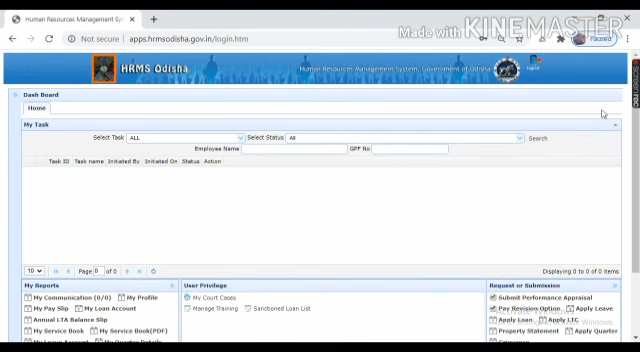 Human Resources Management Sys
Made with KINEMASTER
Not secure | apps.hrmsodisha.gov.in/login.htm
Paused
HRMS Odisha
Human Resources Management System, Government of Odisha
screenrec
Dash Board
Home
My Task
Select Task ALL Select Status All Search
Employee Name GPF No
Task ID Task name Initiated By Initiated On Status Action
10 Page 0 of 0 Displaying 0 to 0 of 0 items
My Reports User Privilege Request or Submission
My Communication (0/0) My Profile My Court Cases Submit Performance Appraisal
My Pay Slip My Loan Account Manage Training Sanctioned Loan List Pay Revision Option Apply Leave
Annual LTA Balance Slip Apply Loan Apply LTC
My Service Book My Service Book(PDF) Property Statement Apply Quarter